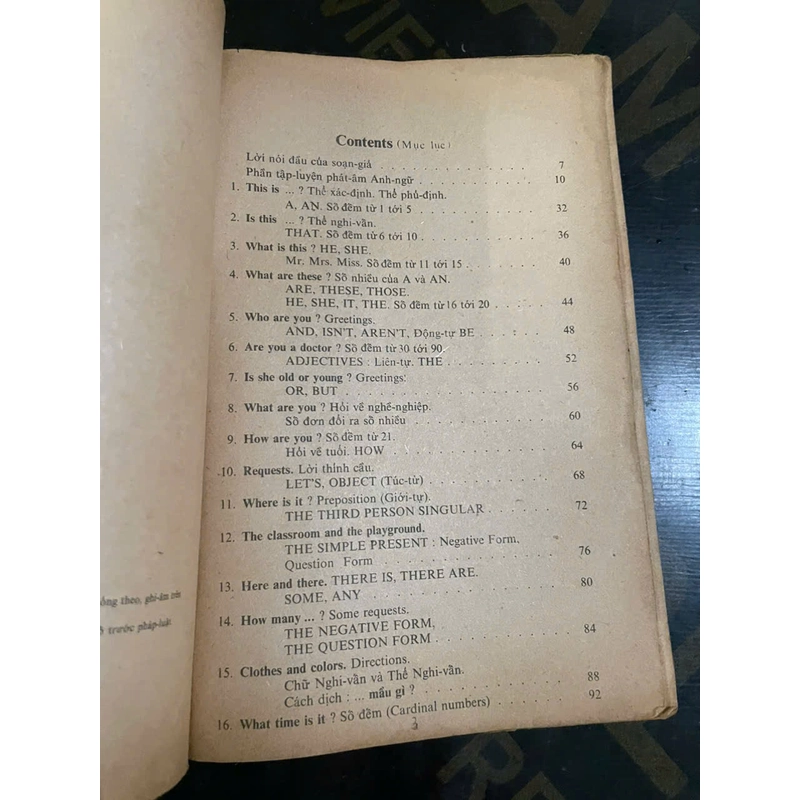 Contents (Mục lục)
Lời nói đầu của soạn-giả . . . . . . . . . . . . . 7
Phần tập-luyện phát-âm Anh-ngữ . . . . . . . . . . 10
1. This is ... ? Thể xác-định. Thể phủ-định.
A, AN. Số đếm từ 1 tới 5 . . . . . . . . . . 32
2. Is this ... ? Thể nghi-vấn.
THAT. Số đếm từ 6 tới 10 . . . . . . . . . . 36
3. What is this ? HE, SHE.
Mr. Mrs. Miss. Số đếm từ 11 tới 15 . . . . . . . 40
4. What are these ? Số nhiều của A và AN.
ARE, THESE, THOSE.
HE, SHE, IT, THE. Số đếm từ 16 tới 20 . . . . . 44
5. Who are you ? Greetings.
AND, ISN'T, AREN'T, Động-tự BE . . . . . . 48
6. Are you a doctor ? Số đếm từ 30 tới 90.
ADJECTIVES : Liên-tự. THE . . . . . . . . 52
7. Is she old or young ? Greetings:
OR, BUT . . . . . . . . . . . . . . 56
8. What are you ? Hỏi về nghề-nghiệp.
Số đơn đổi ra số nhiều . . . . . . . . . . 60
9. How are you ? Số đếm từ 21.
Hỏi về tuổi. HOW . . . . . . . . . . . 64
10. Requests. Lời thỉnh cầu.
LET'S, OBJECT (Túc-từ) . . . . . . . . . 68
11. Where is it ? Preposition (Giới-tự).
THE THIRD PERSON SINGULAR . . . . . . 72
12. The classroom and the playground.
THE SIMPLE PRESENT : Negative Form,
Question Form . . . . . . . . . . . . 76
13. Here and there. THERE IS, THERE ARE.
SOME, ANY . . . . . . . . . . . . . 80
14. How many ... ? Some requests.
THE NEGATIVE FORM,
THE QUESTION FORM . . . . . . . . . 84
15. Clothes and colors. Directions.
Chữ Nghi-vấn và Thể Nghi-vấn. 88
Cách dịch : ... mầu gì ? . . . . . . . . . . 92
16. What time is it ? Số đếm (Cardinal numbers) . . . .
3
ồng theo, ghi-âm
trước pháp-luật